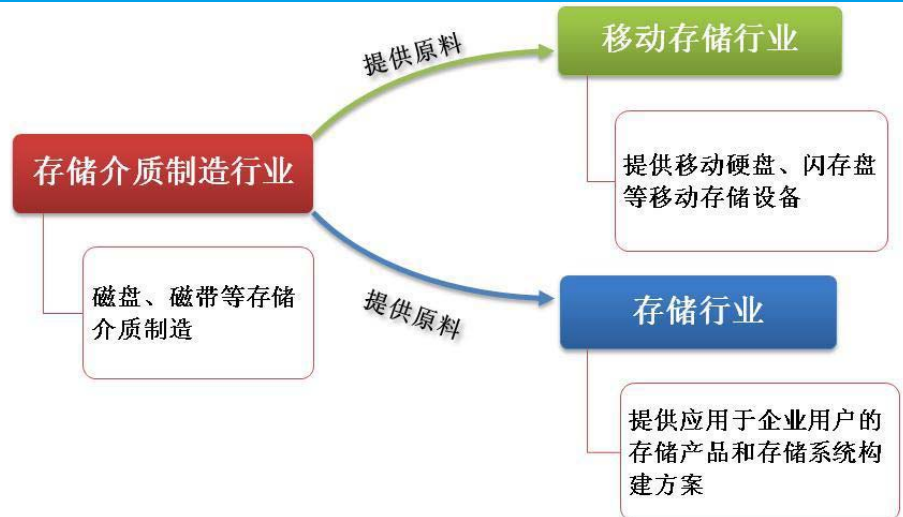 提供原料
移动存储行业
存储介质制造行业
提供移动硬盘、闪存盘
等移动存储设备
磁盘、磁带等存储
介质制造
提供原料
存储行业
提供应用于企业用户的
存储产品和存储系统构
建方案